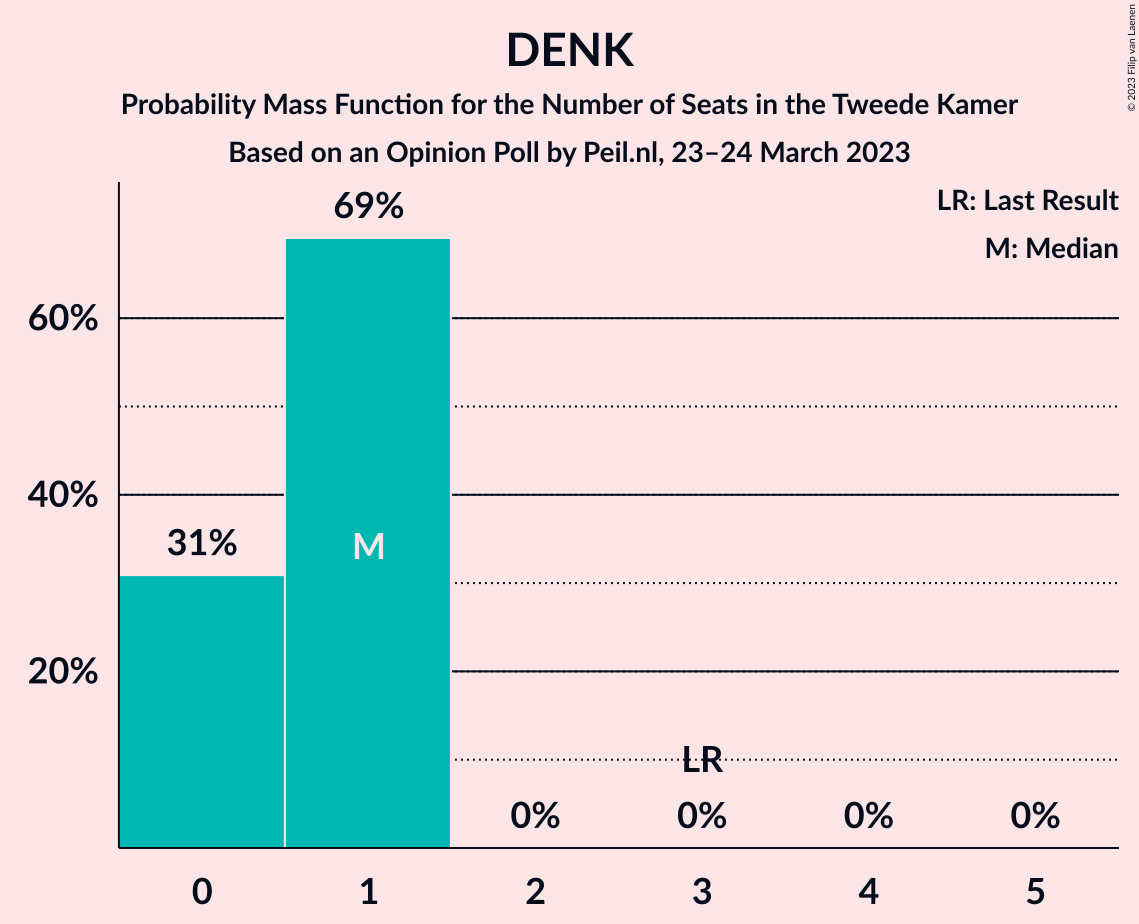 DENK
Probability Mass Function for the Number of Seats in the Tweede Kamer
Based on an Opinion Poll by Peil.nl, 23–24 March 2023
© 2023 Filip van Laenen
LR: Last Result
M: Median
69%
60%
40%
31%
M
20%
LR
0% 0% 0% 0%
0 1 2 3 4 5